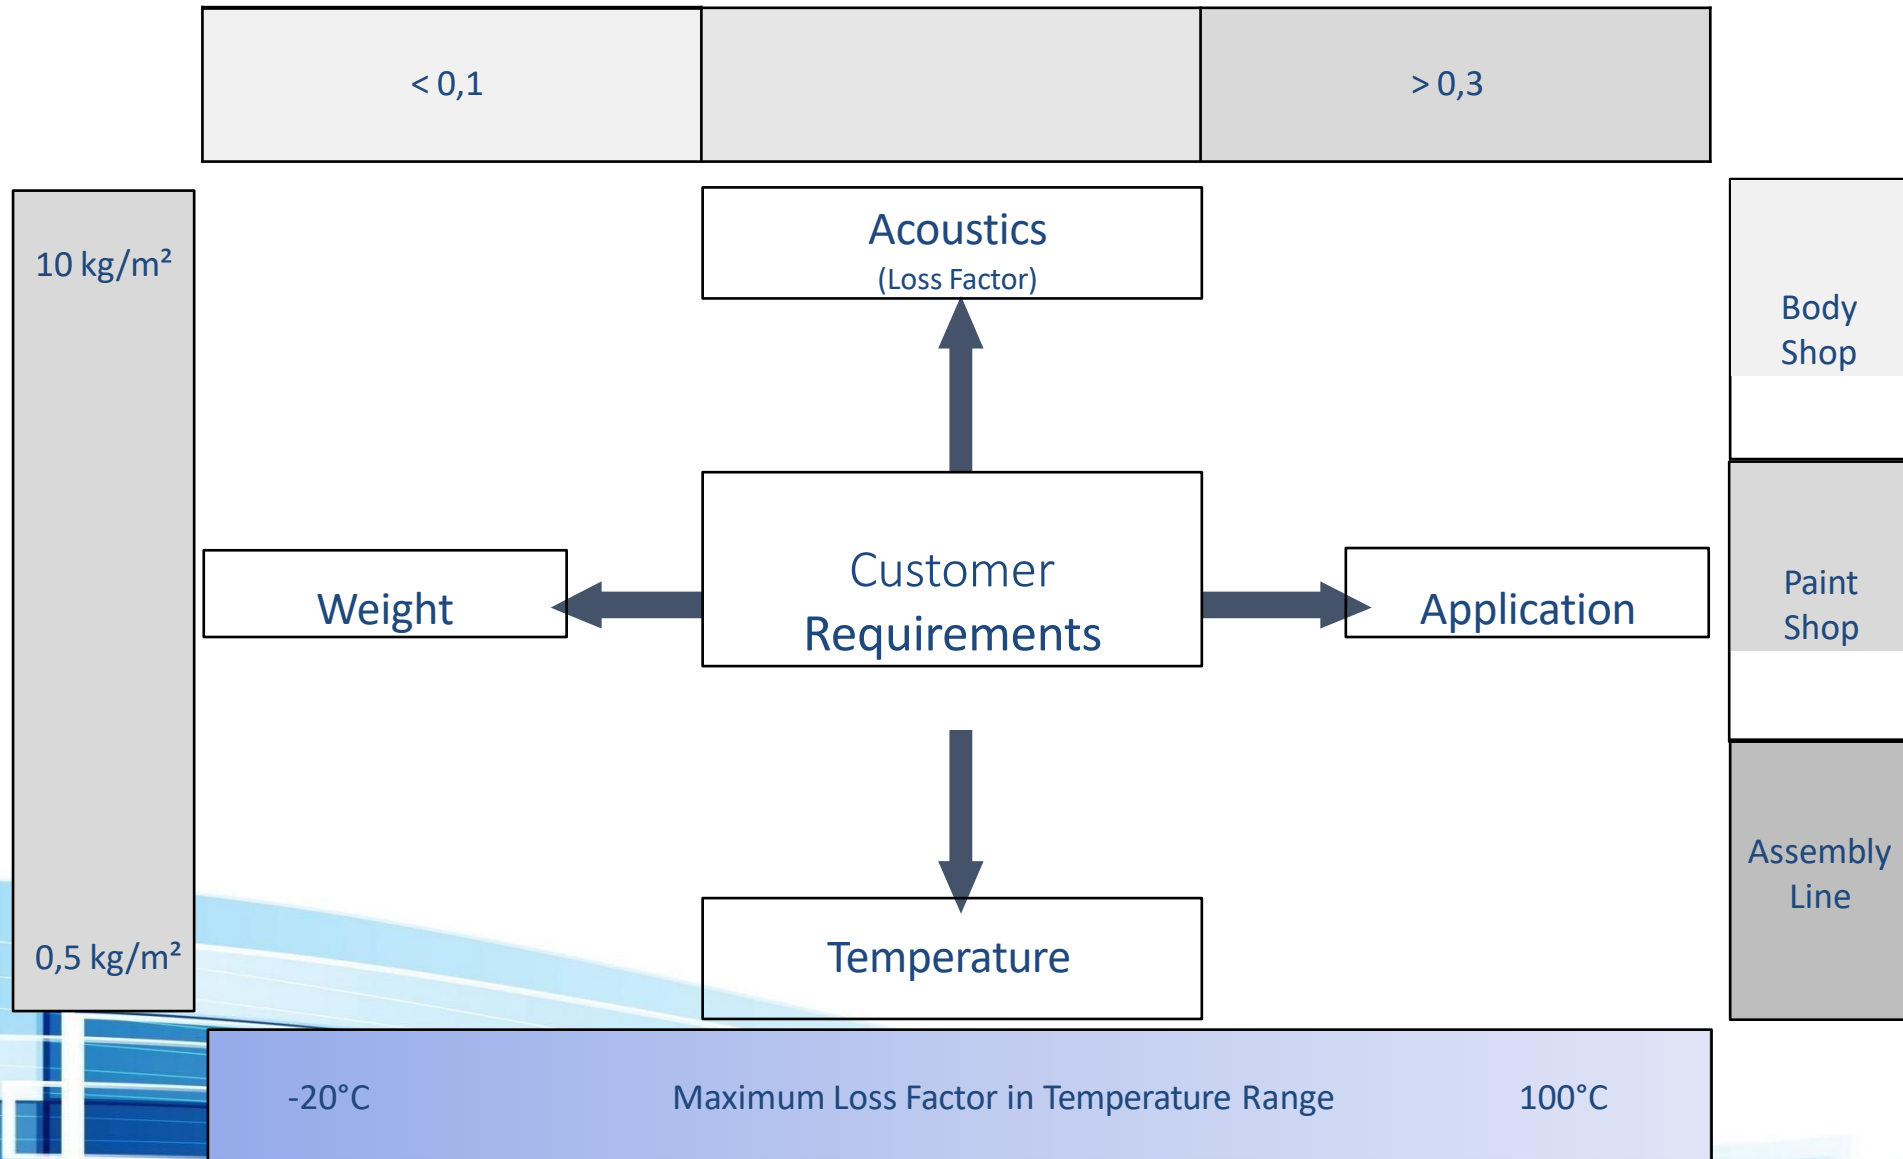 < 0,1
> 0,3
Acoustics
(Loss Factor)
10 kg/m²
Body
Shop
Customer
Requirements
Weight
Application
Paint
Shop
Assembly
Line
0,5 kg/m²
Temperature
-20°C Maximum Loss Factor in Temperature Range 100°C